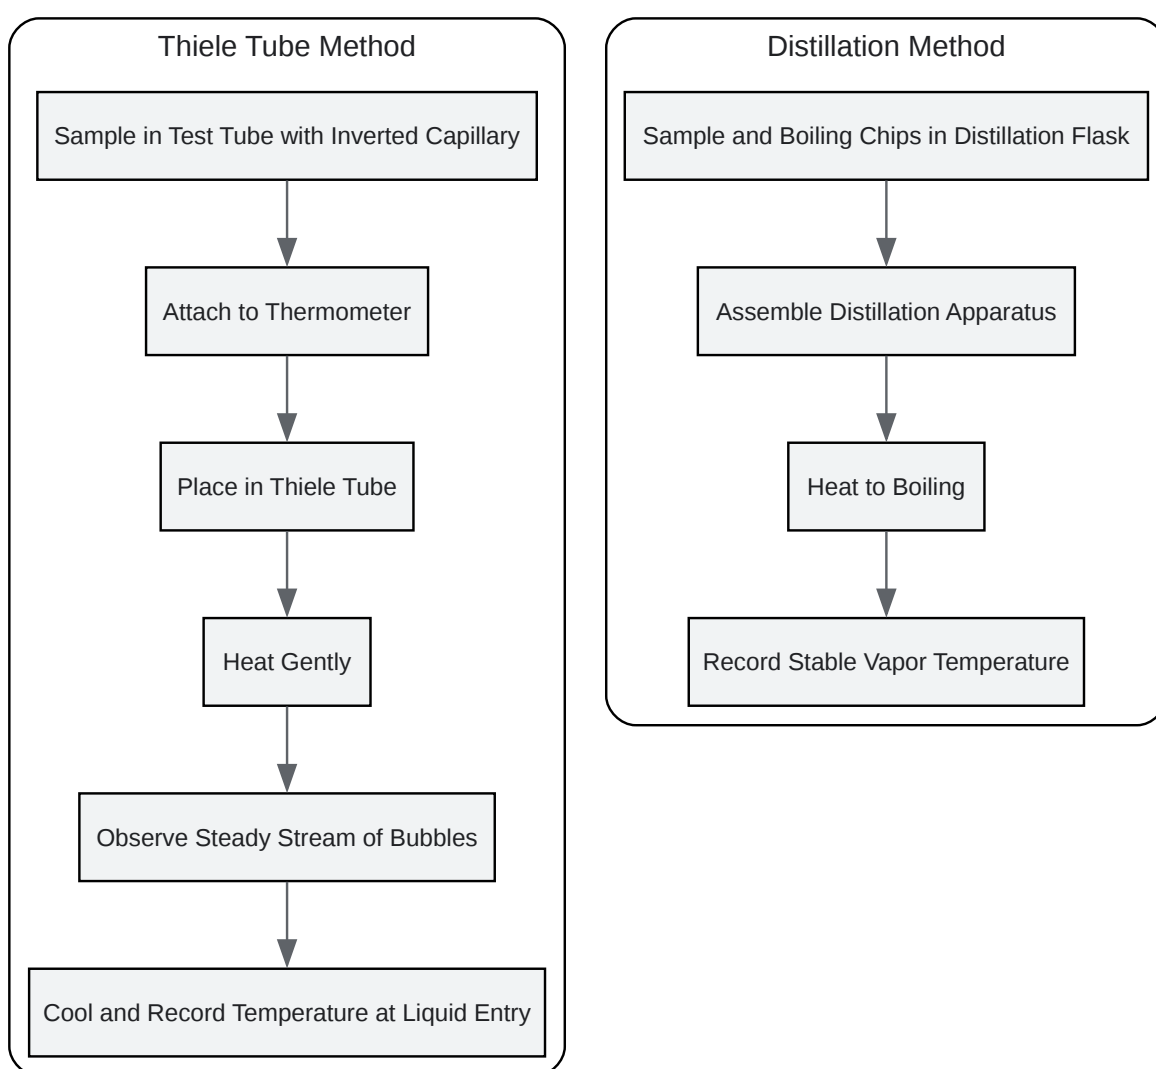 Thiele Tube Method
Sample in Test Tube with Inverted Capillary
Attach to Thermometer
Place in Thiele Tube
Heat Gently
Observe Steady Stream of Bubbles
Cool and Record Temperature at Liquid Entry
Distillation Method
Sample and Boiling Chips in Distillation Flask
Assemble Distillation Apparatus
Heat to Boiling
Record Stable Vapor Temperature